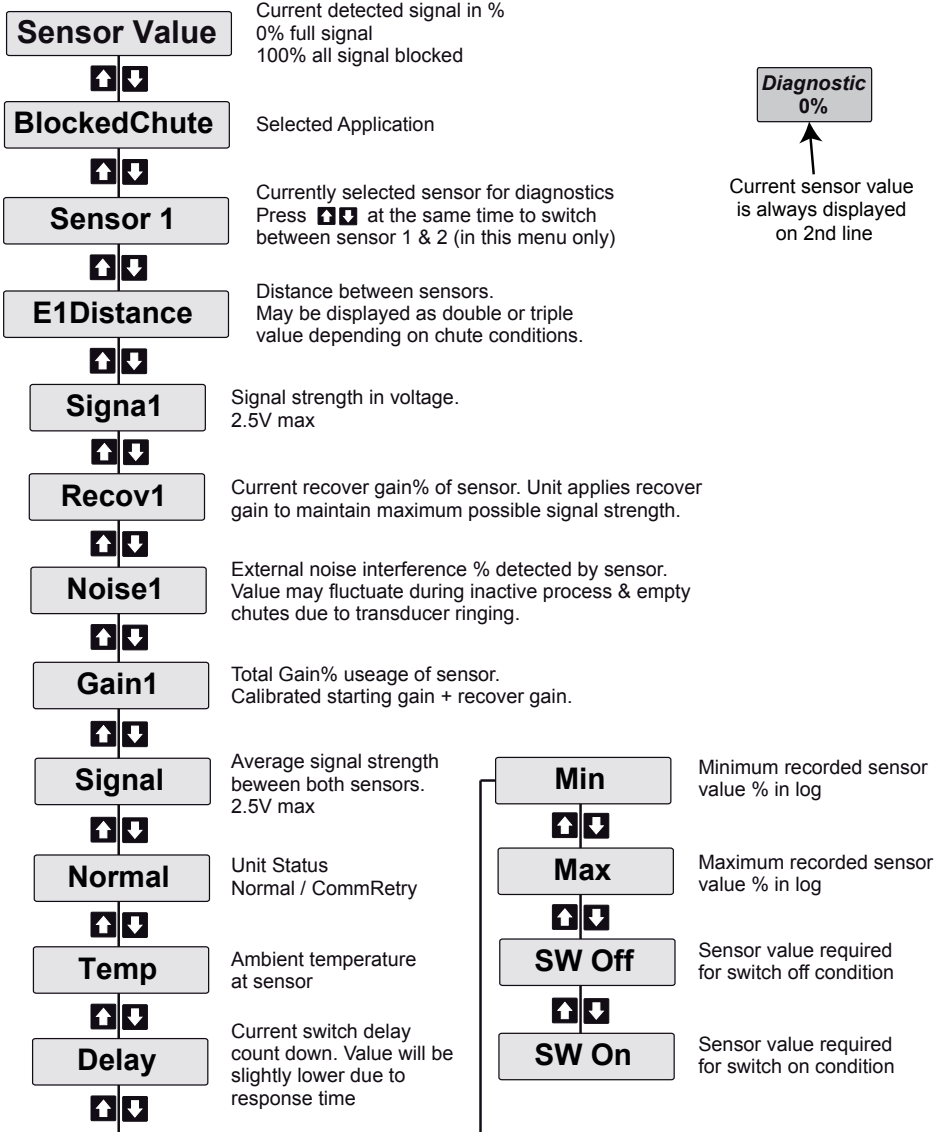 Sensor Value
Current detected signal in %
0% full signal
100% all signal blocked
BlockedChute
Selected Application
Sensor 1
Currently selected sensor for diagnostics
Press at the same time to switch
between sensor 1 & 2 (in this menu only)
E1Distance
Distance between sensors.
May be displayed as double or triple
value depending on chute conditions.
Signa1
Signal strength in voltage.
2.5V max
Recov1
Current recover gain% of sensor. Unit applies recover
gain to maintain maximum possible signal strength.
Noise1
External noise interference % detected by sensor.
Value may fluctuate during inactive process & empty
chutes due to transducer ringing.
Gain1
Total Gain% useage of sensor.
Calibrated starting gain + recover gain.
Signal
Average signal strength
beween both sensors.
2.5V max
Normal
Unit Status
Normal / CommRetry
Temp
Ambient temperature
at sensor
Delay
Current switch delay
count down. Value will be
slightly lower due to
response time
Diagnostic
0%
Current sensor value
is always displayed
on 2nd line
Min
Minimum recorded sensor
value % in log
Max
Maximum recorded sensor
value % in log
SW Off
Sensor value required
for switch off condition
SW On
Sensor value required
for switch on condition